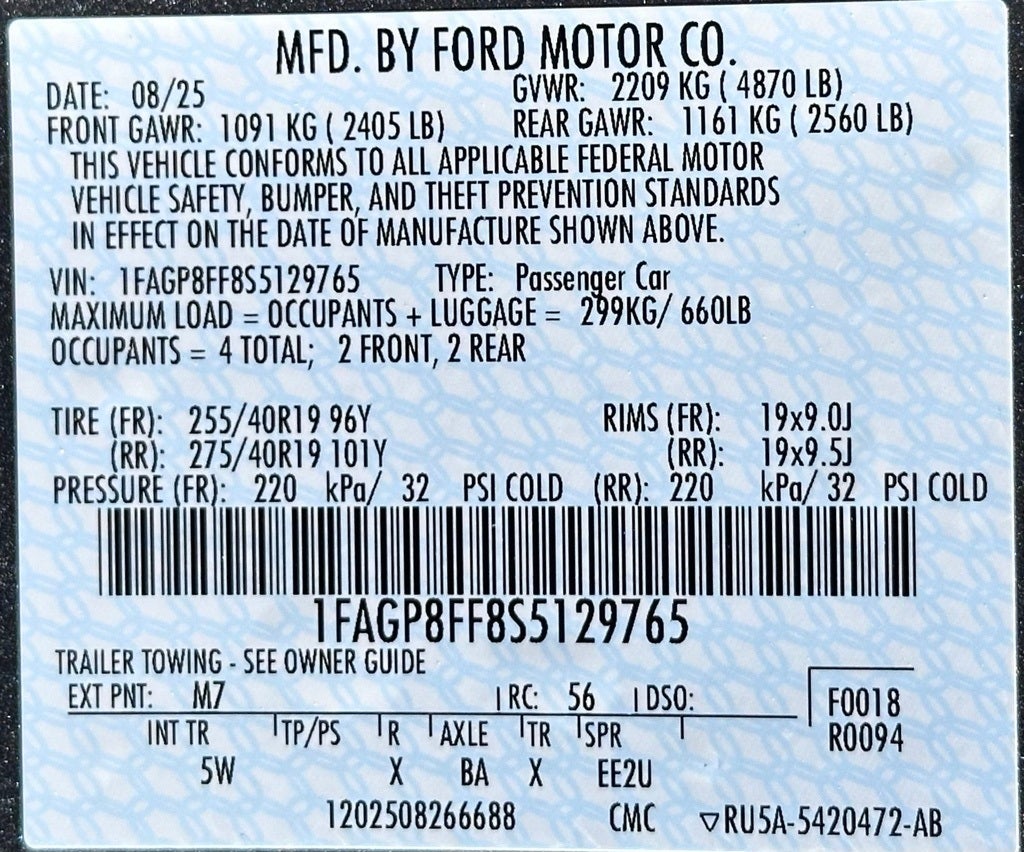 MFD. BY FORD MOTOR CO.
DATE: 08/25 GVWR: 2209 KG ( 4870 LB)
FRONT GAWR: 1091 KG ( 2405 LB) REAR GAWR: 1161 KG ( 2560 LB)
THIS VEHICLE CONFORMS TO ALL APPLICABLE FEDERAL MOTOR
VEHICLE SAFETY, BUMPER, AND THEFT PREVENTION STANDARDS
IN EFFECT ON THE DATE OF MANUFACTURE SHOWN ABOVE.
VIN: 1FAGP8FF8S5129765 TYPE: Passenger Car
MAXIMUM LOAD = OCCUPANTS + LUGGAGE = 299KG/ 660LB
OCCUPANTS = 4 TOTAL; 2 FRONT, 2 REAR
TIRE (FR): 255/40R19 96Y RIMS (FR): 19x9.0J
(RR): 275/40R19 101Y (RR): 19x9.5J
PRESSURE (FR): 220 kPa/ 32 PSI COLD (RR): 220 kPa/ 32 PSI COLD
1FAGP8FF8S5129765
TRAILER TOWING - SEE OWNER GUIDE
EXT PNT: M7 RC: 56 DSO: F0018
INT TR TP/PS R AXLE TR SPR R0094
5W X BA X EE2U
1202508266688 CMC ▽RU5A-5420472-AB